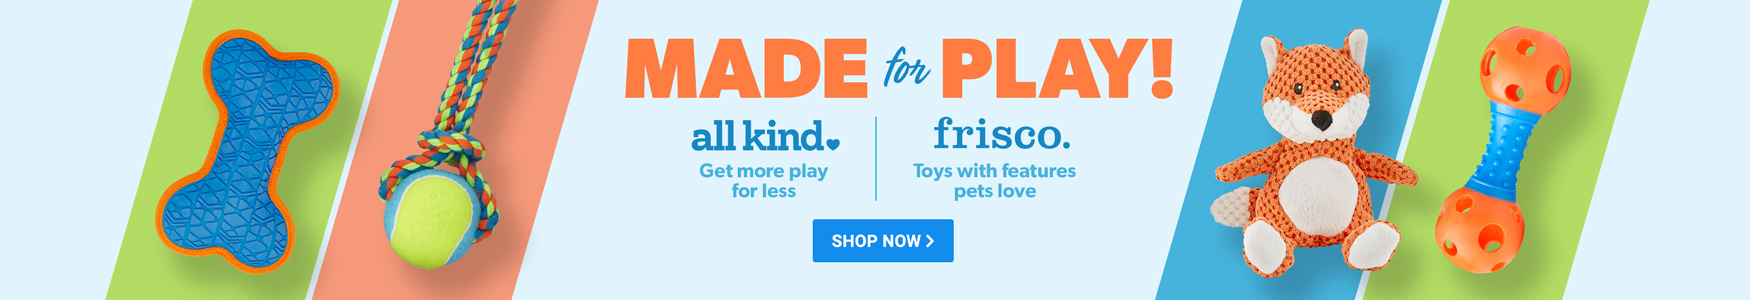 MADE for PLAY!
all kind
Get more play
for less
frisco.
Toys with features
pets love
SHOP NOW >